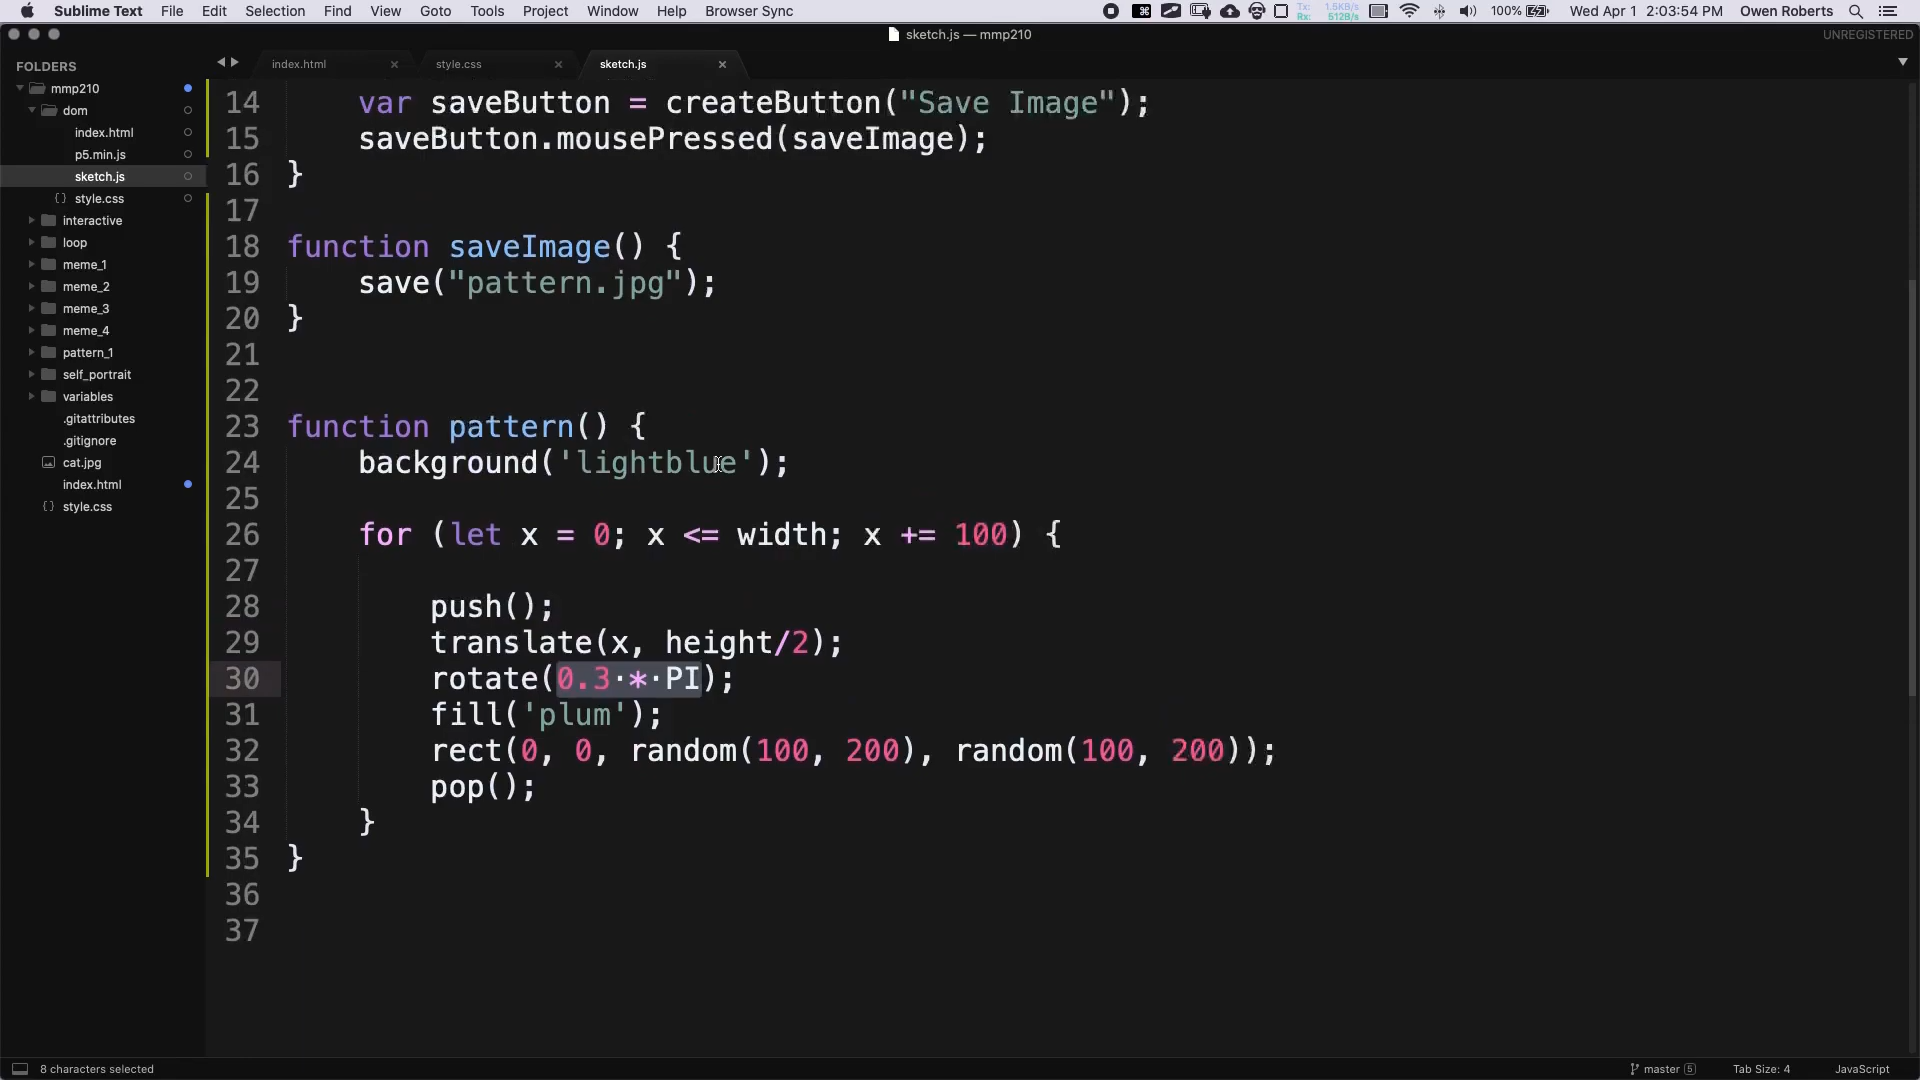 Sublime Text File Edit Selection Find View Goto Tools Project Window Help Browser Sync Tx: 1.5KB/s Rx: 512B/s 100% Wed Apr 1 2:03:54 PM Owen Roberts
sketch.js — mmp210 UNREGISTERED
FOLDERS
mmp210
dom
index.html
p5.min.js
sketch.js
{} style.css
interactive
loop
meme_1
meme_2
meme_3
meme_4
pattern_1
self_portrait
variables
.gitattributes
.gitignore
cat.jpg
index.html
{} style.css
index.html × style.css × sketch.js ×
14 var saveButton = createButton("Save Image");
15 saveButton.mousePressed(saveImage);
16 }
17
18 function saveImage() {
19 save("pattern.jpg");
20 }
21
22
23 function pattern() {
24 background('lightblue');
25
26 for (let x = 0; x <= width; x += 100) {
27
28 push();
29 translate(x, height/2);
30 rotate(0.3·*·PI);
31 fill('plum');
32 rect(0, 0, random(100, 200), random(100, 200));
33 pop();
34 }
35 }
36
37
8 characters selected master 5 Tab Size: 4 JavaScript